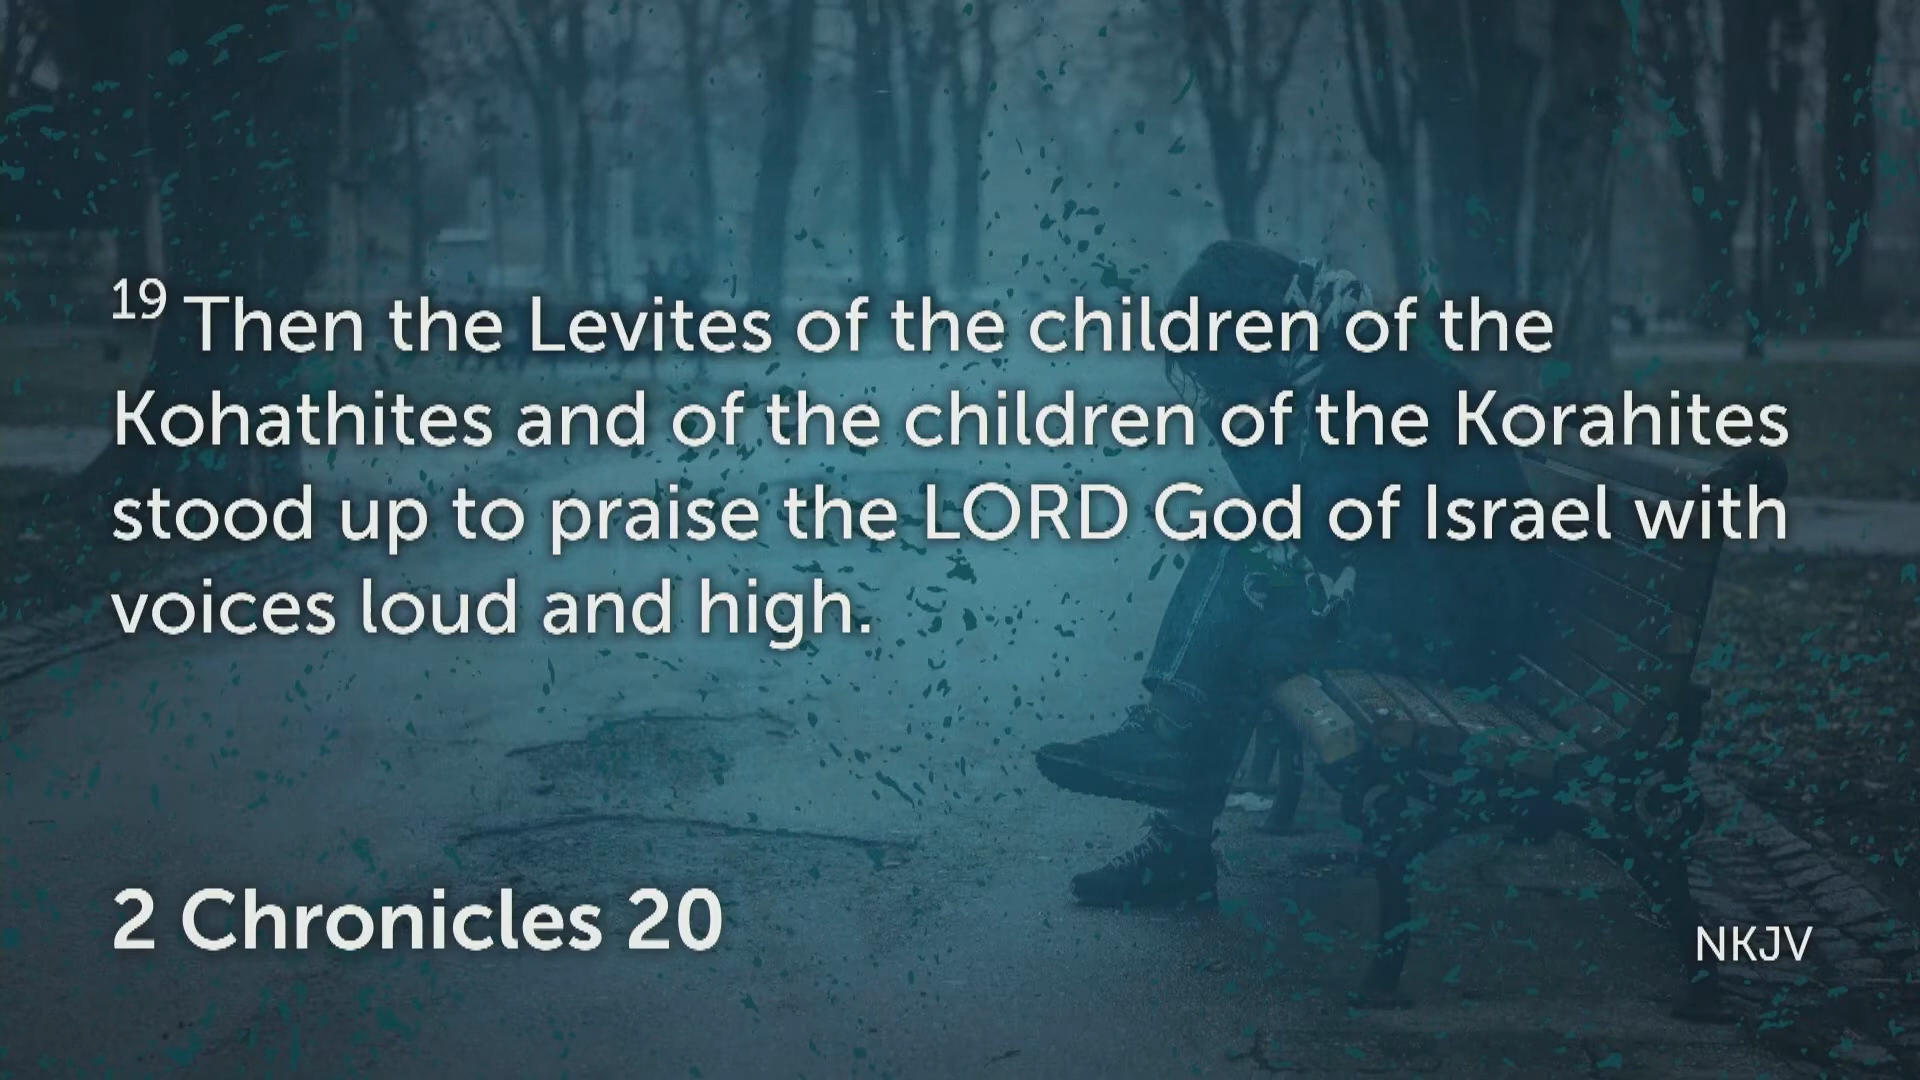 19 Then the Levites of the children of the
Kohathites and of the children of the Korahites
stood up to praise the LORD God of Israel with
voices loud and high.
2 Chronicles 20
NKJV